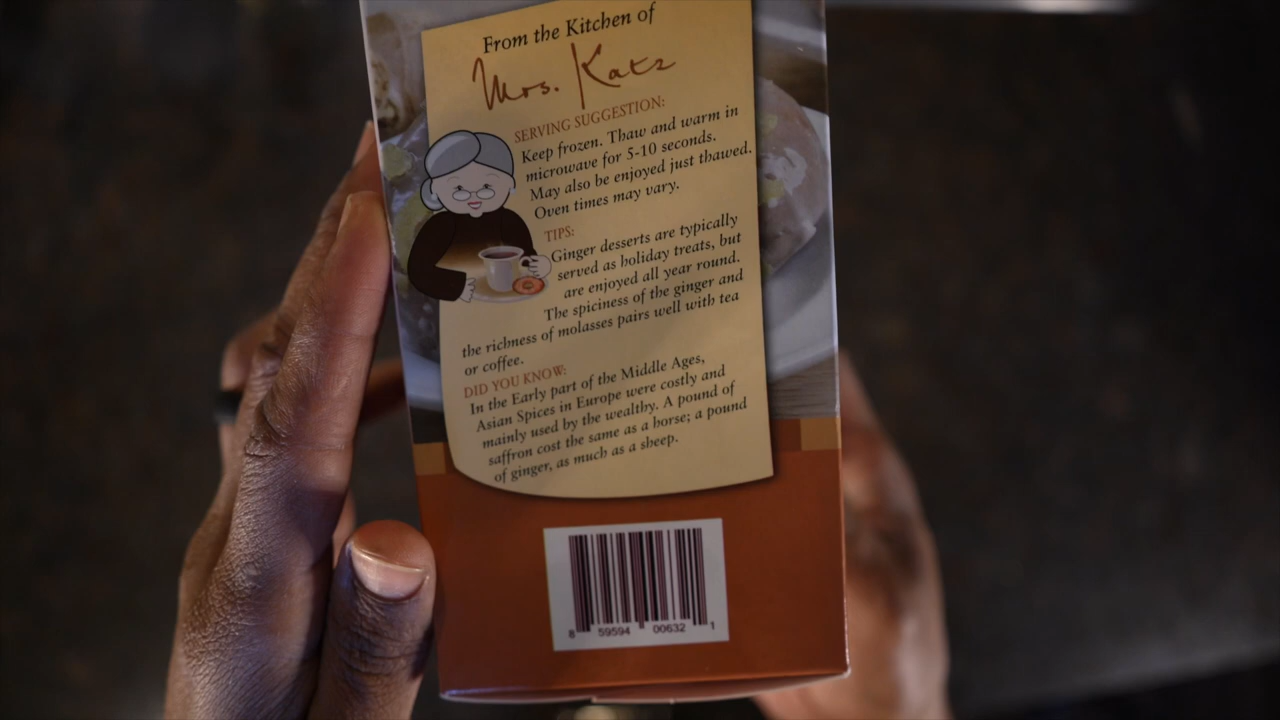 From the Kitchen of
Mrs. Katz
SERVING SUGGESTION:
Keep frozen. Thaw and warm in
microwave for 5-10 seconds.
May also be enjoyed just thawed.
Oven times may vary.
TIPS:
Ginger desserts are typically
served as holiday treats, but
are enjoyed all year round.
The spiciness of the ginger and
the richness of molasses pairs well with tea
or coffee.
DID YOU KNOW:
In the Early part of the Middle Ages,
Asian Spices in Europe were costly and
mainly used by the wealthy. A pound of
saffron cost the same as a horse; a pound
of ginger, as much as a sheep.
8 59594 00632 1